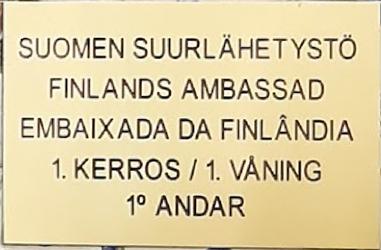 SUOMEN SUURLÄHETYSTÖ
FINLANDS AMBASSAD
EMBAIXADA DA FINLÂNDIA
1. KERROS / 1. VÅNING
1º ANDAR